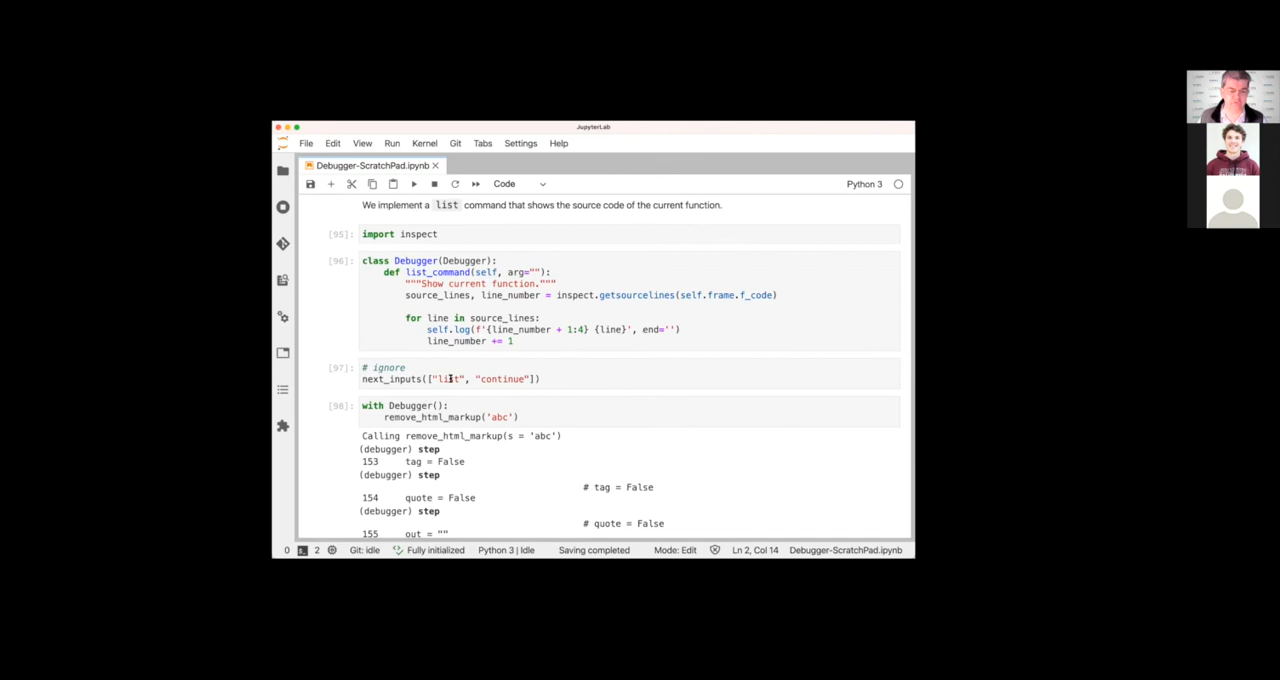 JupyterLab
File Edit View Run Kernel Git Tabs Settings Help
Debugger-ScratchPad.ipynb
Code
Python 3
We implement a list command that shows the source code of the current function.
[95]: import inspect
[96]: class Debugger(Debugger):
def list_command(self, arg=""):
"""Show current function."""
source_lines, line_number = inspect.getsourcelines(self.frame.f_code)
for line in source_lines:
self.log(f'{line_number + 1:4} {line}', end='')
line_number += 1
[97]: # ignore
next_inputs(["list", "continue"])
[98]: with Debugger():
remove_html_markup('abc')
Calling remove_html_markup(s = 'abc')
(debugger) step
153 tag = False
(debugger) step
# tag = False
154 quote = False
(debugger) step
# quote = False
155 out = ""
0 2 Git: idle Fully initialized Python 3 | Idle Saving completed Mode: Edit Ln 2, Col 14 Debugger-ScratchPad.ipynb